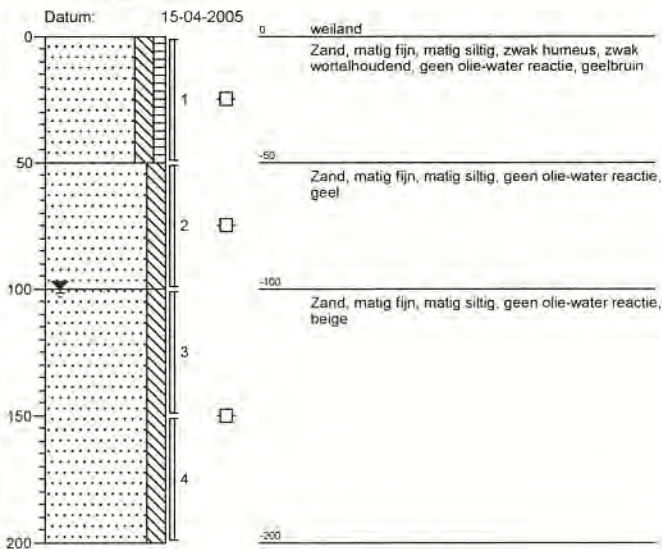 Datum: 15-04-2005
0
0 weiland
Zand, matig fijn, matig siltig, zwak humeus, zwak
wortelhoudend, geen olie-water reactie, geelbruin
1
50
-50
Zand, matig fijn, matig siltig, geen olie-water reactie,
geel
2
100
-100
Zand, matig fijn, matig siltig, geen olie-water reactie,
beige
3
150
4
200
-200